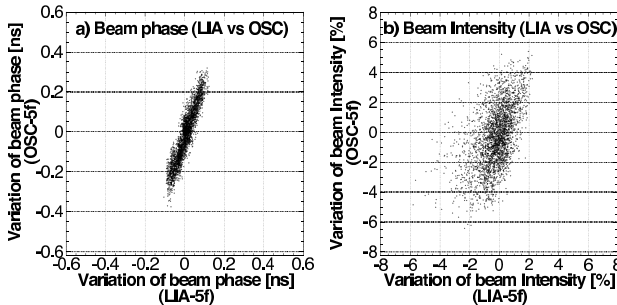 a) Beam phase (LIA vs OSC)
Variation of beam phase [ns]
(OSC-5f)
0.6
0.4
0.2
0
-0.2
-0.4
-0.6
-0.6 -0.4 -0.2 0 0.2 0.4 0.6
Variation of beam phase [ns]
(LIA-5f)
b) Beam Intensity (LIA vs OSC)
Variation of beam Intensity [%]
(OSC-5f)
8
6
4
2
0
-2
-4
-6
-8
-8 -6 -4 -2 0 2 4 6 8
Variation of beam Intensity [%]
(LIA-5f)